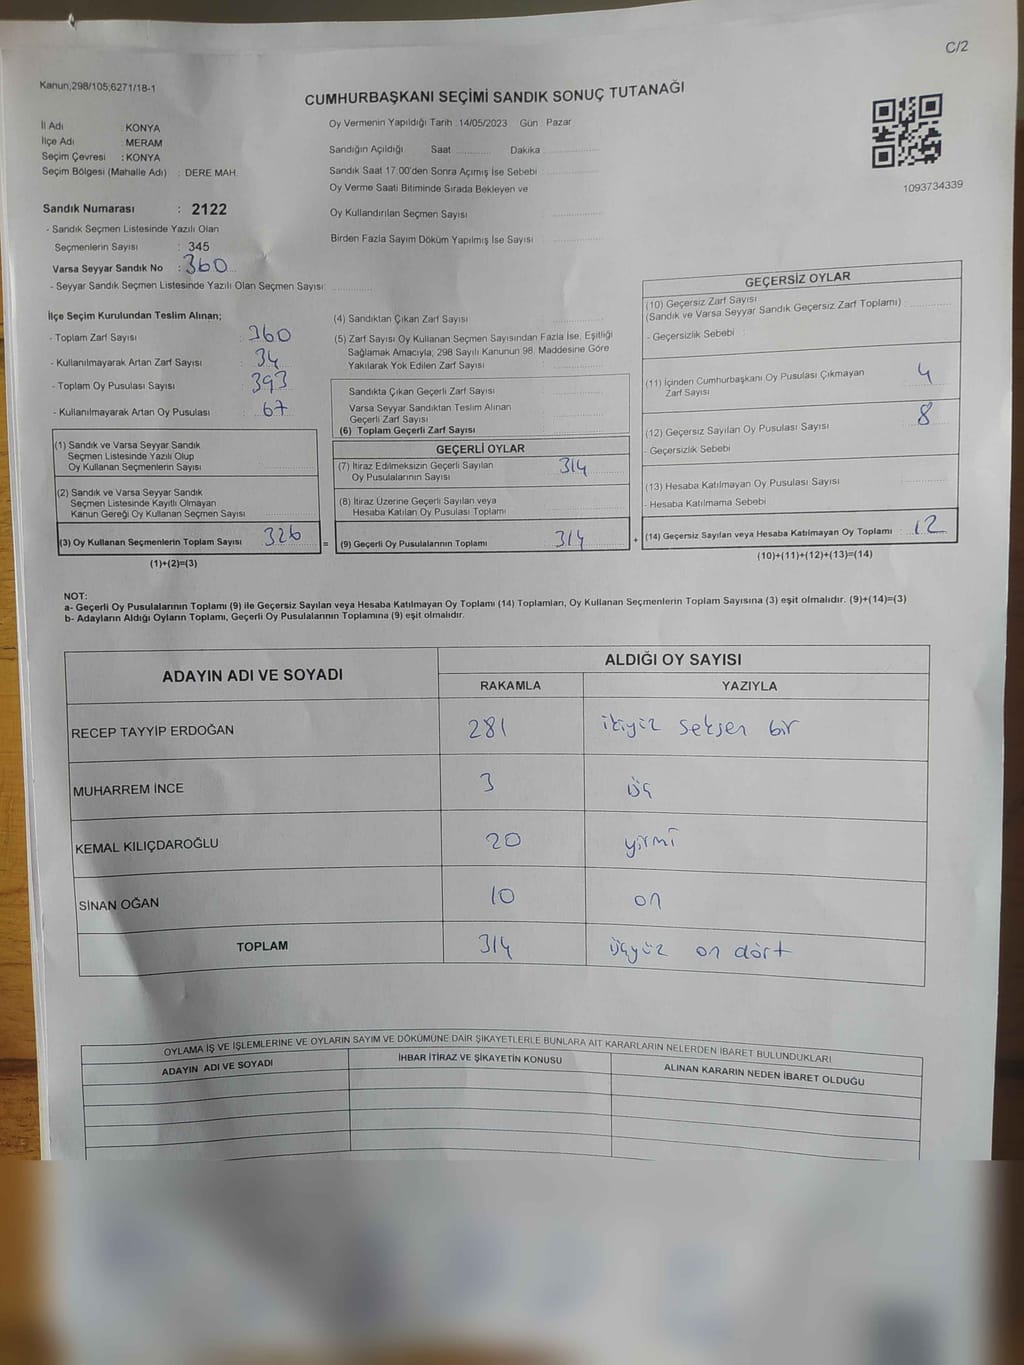 C/2
Kanun;298/105;6271/18-1
CUMHURBAŞKANI SEÇİMİ SANDIK SONUÇ TUTANAĞI
İl Adı : KONYA
İlçe Adı : MERAM
Seçim Çevresi : KONYA
Seçim Bölgesi (Mahalle Adı) : DERE MAH.
Sandık Numarası : 2122
- Sandık Seçmen Listesinde Yazılı Olan
Seçmenlerin Sayısı : 345
Varsa Seyyar Sandık No : 360
- Seyyar Sandık Seçmen Listesinde Yazılı Olan Seçmen Sayısı:
Oy Vermenin Yapıldığı Tarih :14/05/2023 Gün : Pazar
Sandığın Açıldığı Saat Dakika
Sandık Saat 17:00'den Sonra Açımış İse Sebebi
Oy Verme Saati Bitiminde Sırada Bekleyen ve
Oy Kullandırılan Seçmen Sayısı
Birden Fazla Sayım Döküm Yapılmış İse Sayısı
1093734339
İlçe Seçim Kurulundan Teslim Alınan;
- Toplam Zarf Sayısı : 360
- Kullanılmayarak Artan Zarf Sayısı : 34
- Toplam Oy Pusulası Sayısı : 393
- Kullanılmayarak Artan Oy Pusulası : 67
(1) Sandık ve Varsa Seyyar Sandık
Seçmen Listesinde Yazılı Olup
Oy Kullanan Seçmenlerin Sayısı
(2) Sandık ve Varsa Seyyar Sandık
Seçmen Listesinde Kayıtlı Olmayan
Kanun Gereği Oy Kullanan Seçmen Sayısı
(3) Oy Kullanan Seçmenlerin Toplam Sayısı 326 =
(1)+(2)=(3)
(4) Sandıktan Çıkan Zarf Sayısı
(5) Zarf Sayısı Oy Kullanan Seçmen Sayısından Fazla İse, Eşitliği
Sağlamak Amacıyla; 298 Sayılı Kanunun 98. Maddesine Göre
Yakılarak Yok Edilen Zarf Sayısı
Sandıkta Çıkan Geçerli Zarf Sayısı
Varsa Seyyar Sandıktan Teslim Alınan
Geçerli Zarf Sayısı
(6) Toplam Geçerli Zarf Sayısı
GEÇERLİ OYLAR
(7) İtiraz Edilmeksizin Geçerli Sayılan
Oy Pusulalarının Sayısı 314
(8) İtiraz Üzerine Geçerli Sayılan veya
Hesaba Katılan Oy Pusulası Toplamı
(9) Geçerli Oy Pusulalarının Toplamı 314 +
GEÇERSİZ OYLAR
(10) Geçersiz Zarf Sayısı
(Sandık ve Varsa Seyyar Sandık Geçersiz Zarf Toplamı) :
- Geçersizlik Sebebi :
(11) İçinden Cumhurbaşkanı Oy Pusulası Çıkmayan
Zarf Sayısı 4
(12) Geçersiz Sayılan Oy Pusulası Sayısı 8
- Geçersizlik Sebebi
(13) Hesaba Katılmayan Oy Pusulası Sayısı
- Hesaba Katılmama Sebebi
(14) Geçersiz Sayılan veya Hesaba Katılmayan Oy Toplamı : 12
(10)+(11)+(12)+(13)=(14)
NOT:
a- Geçerli Oy Pusulalarının Toplamı (9) ile Geçersiz Sayılan veya Hesaba Katılmayan Oy Toplamı (14) Toplamları, Oy Kullanan Seçmenlerin Toplam Sayısına (3) eşit olmalıdır. (9)+(14)=(3)
b- Adayların Aldığı Oyların Toplamı, Geçerli Oy Pusulalarının Toplamına (9) eşit olmalıdır.
ADAYIN ADI VE SOYADI ALDIĞI OY SAYISI
RAKAMLA YAZIYLA
RECEP TAYYİP ERDOĞAN 281 ikiyüz seksen bir
MUHARREM İNCE 3 üç
KEMAL KILIÇDAROĞLU 20 yirmi
SİNAN OĞAN 10 on
TOPLAM 314 üçyüz on dört
OYLAMA İŞ VE İŞLEMLERİNE VE OYLARIN SAYIM VE DÖKÜMÜNE DAİR ŞİKAYETLERLE BUNLARA AİT KARARLARIN NELERDEN İBARET BULUNDUKLARI
ADAYIN ADI VE SOYADI İHBAR İTİRAZ VE ŞİKAYETİN KONUSU ALINAN KARARIN NEDEN İBARET OLDUĞU